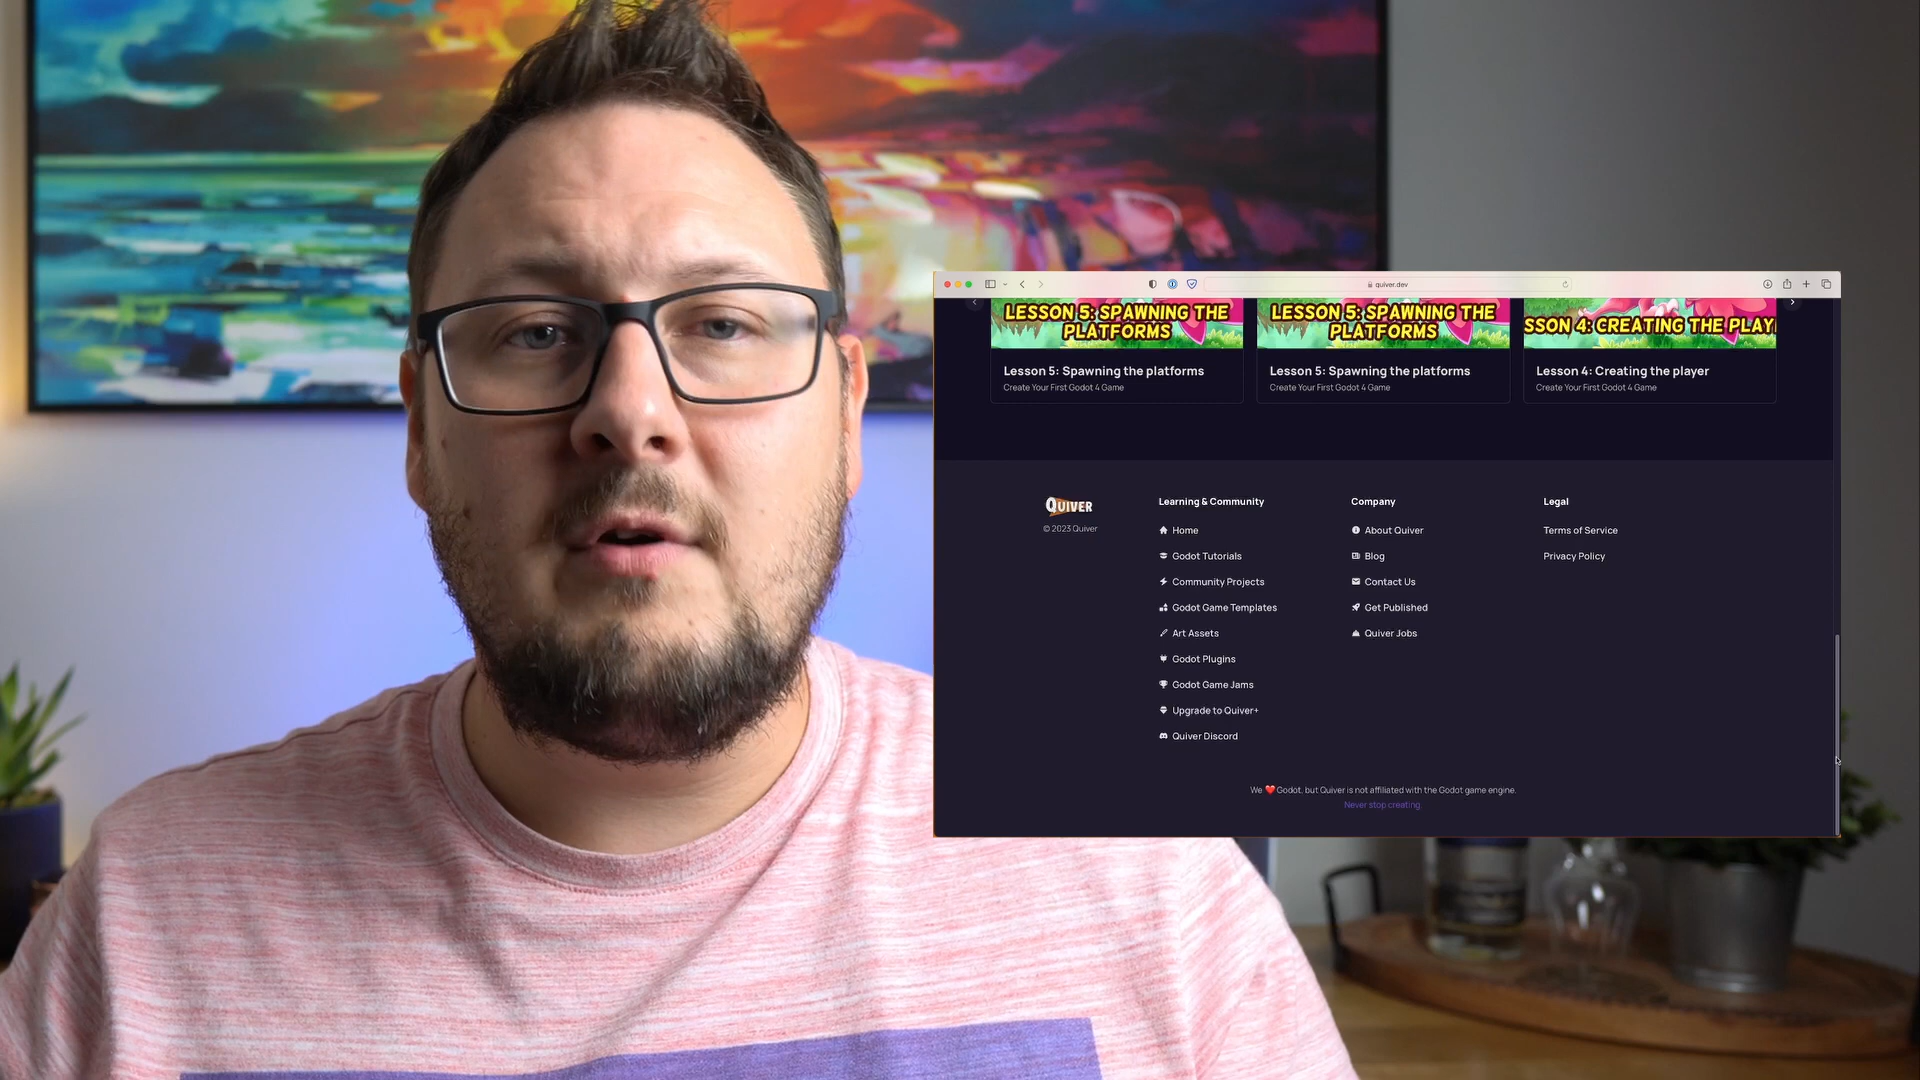 quiver.dev
LESSON 5: SPAWNING THE
PLATFORMS
Lesson 5: Spawning the platforms
Create Your First Godot 4 Game
LESSON 5: SPAWNING THE
PLATFORMS
Lesson 5: Spawning the platforms
Create Your First Godot 4 Game
SSON 4: CREATING THE PLAY
Lesson 4: Creating the player
Create Your First Godot 4 Game
QUIVER
© 2023 Quiver
Learning & Community
Home
Godot Tutorials
Community Projects
Godot Game Templates
Art Assets
Godot Plugins
Godot Game Jams
Upgrade to Quiver+
Quiver Discord
Company
About Quiver
Blog
Contact Us
Get Published
Quiver Jobs
Legal
Terms of Service
Privacy Policy
We ❤️ Godot, but Quiver is not affiliated with the Godot game engine.
Never stop creating.